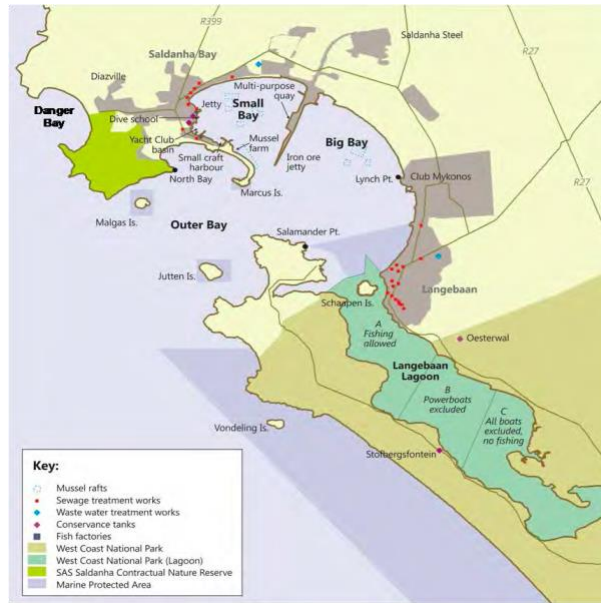 R399
Saldanha Bay
Saldanha Steel
R27
Diazville
Multi-purpose
quay
Danger
Bay
Dive school
Jetty
Small
Bay
Yacht Club
basin
Mussel
farm
Big Bay
Small craft
harbour
Iron ore
jetty
Lynch Pt.
Club Mykonos
North Bay
Marcus Is.
R27
Malgas Is.
Outer Bay
Salamander Pt.
Jutten Is.
Schaapen Is.
Langebaan
A
Fishing
allowed
Oesterwal
Langebaan
Lagoon
B
Powerboats
excluded
C
All boats
excluded,
no fishing
Vondeling Is.
Stofbergsfontein
Key:
Mussel rafts
Sewage treatment works
Waste water treatment works
Conservance tanks
Fish factories
West Coast National Park
West Coast National Park (Lagoon)
SAS Saldanha Contractual Nature Reserve
Marine Protected Area